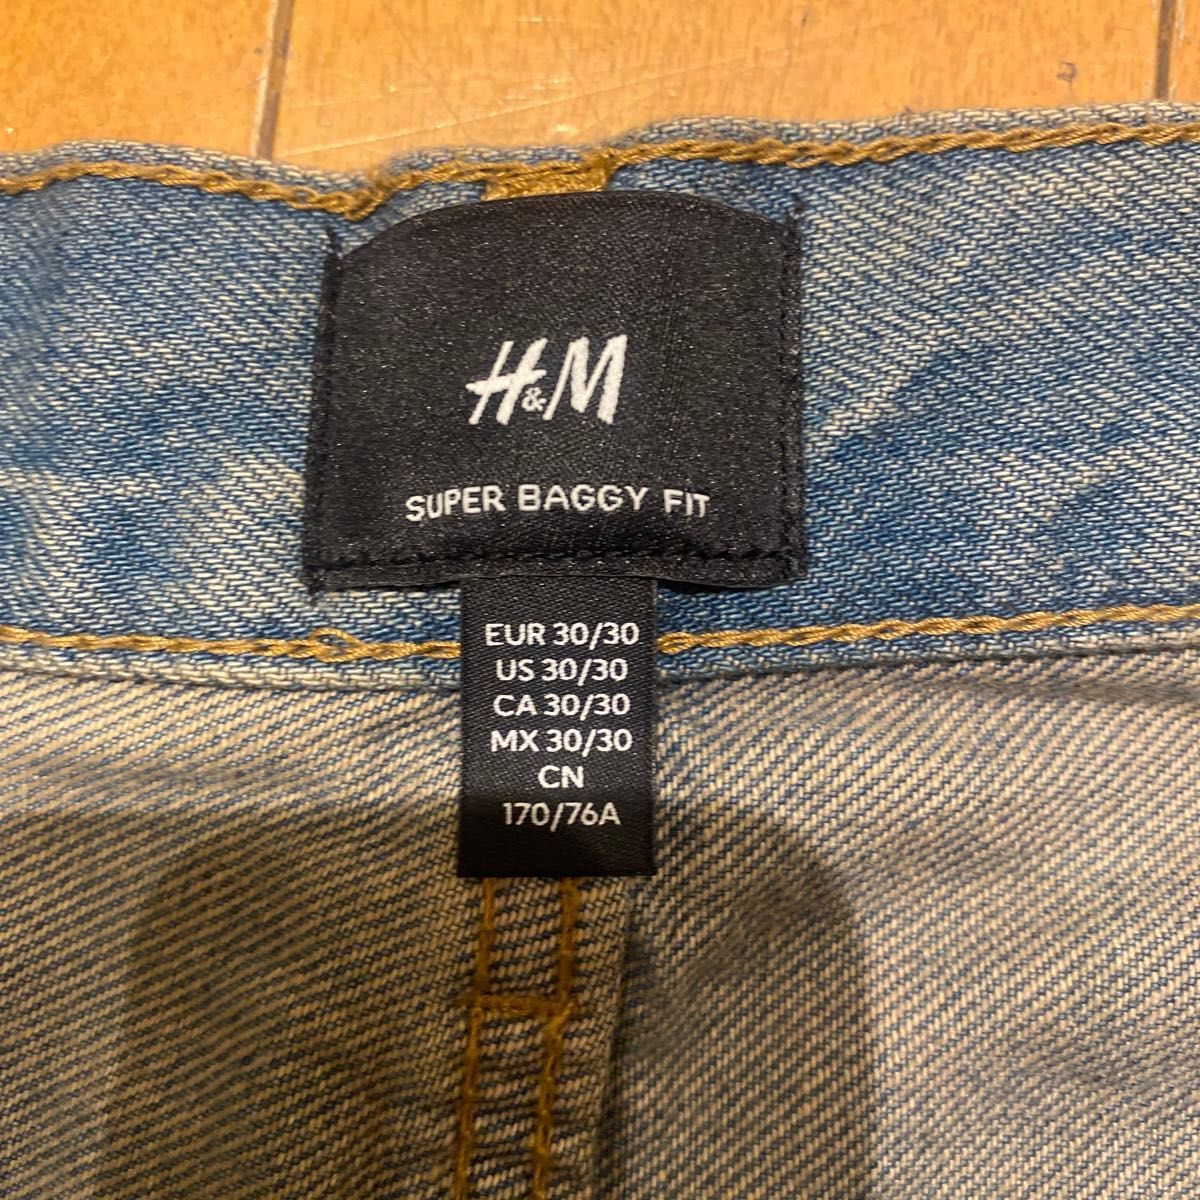 H&M
SUPER BAGGY FIT
EUR 30/30
US 30/30
CA 30/30
MX 30/30
CN
170/76A